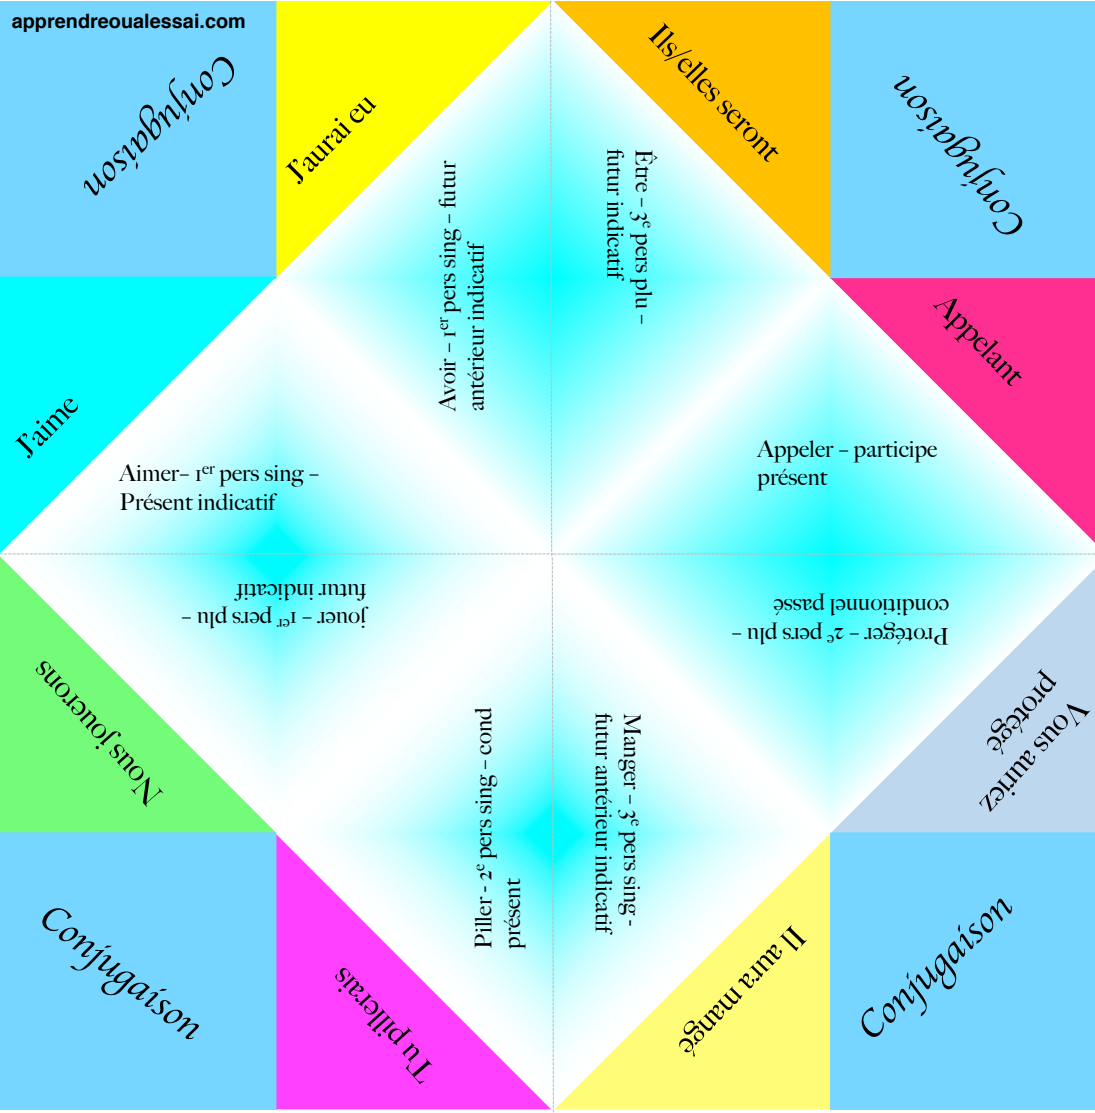 apprendreoualessai.com
Conjugaison
J'aurai eu
Ils/elles seront
Conjugaison
Avoir – 1er pers sing – futur
antérieur indicatif
Être – 3e pers plu –
futur indicatif
J'aime
Appelant
Aimer– 1er pers sing –
Présent indicatif
Appeler – participe
présent
jouer – 1er pers plu –
futur indicatif
Protéger – 2e pers plu –
conditionnel passé
Nous jouerons
Vous auriez
protégé
Piller - 2e pers sing – cond
présent
Manger – 3e pers sing -
futur antérieur indicatif
Conjugaison
Tu pillerais
Il aura mangé
Conjugaison